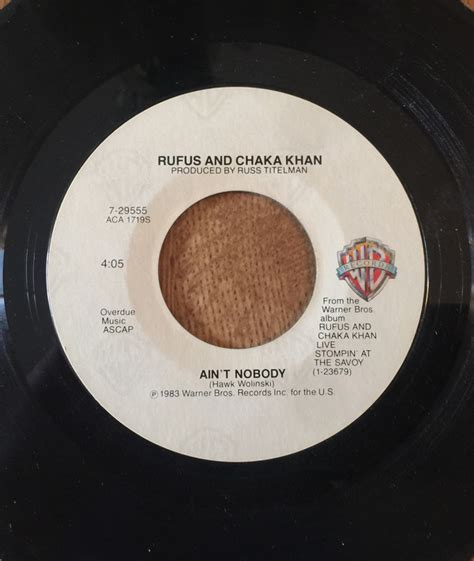 RUFUS AND CHAKA KHAN
PRODUCED BY RUSS TITELMAN
7-29555
ACA 1719S
4:05
WB
RECORDS
Overdue
Music
ASCAP
From the
Warner Bros.
album
RUFUS AND
CHAKA KHAN
LIVE
STOMPIN' AT
THE SAVOY
(1-23679)
AIN'T NOBODY
(Hawk Wolinski)
℗ 1983 Warner Bros. Records Inc. for the U.S.